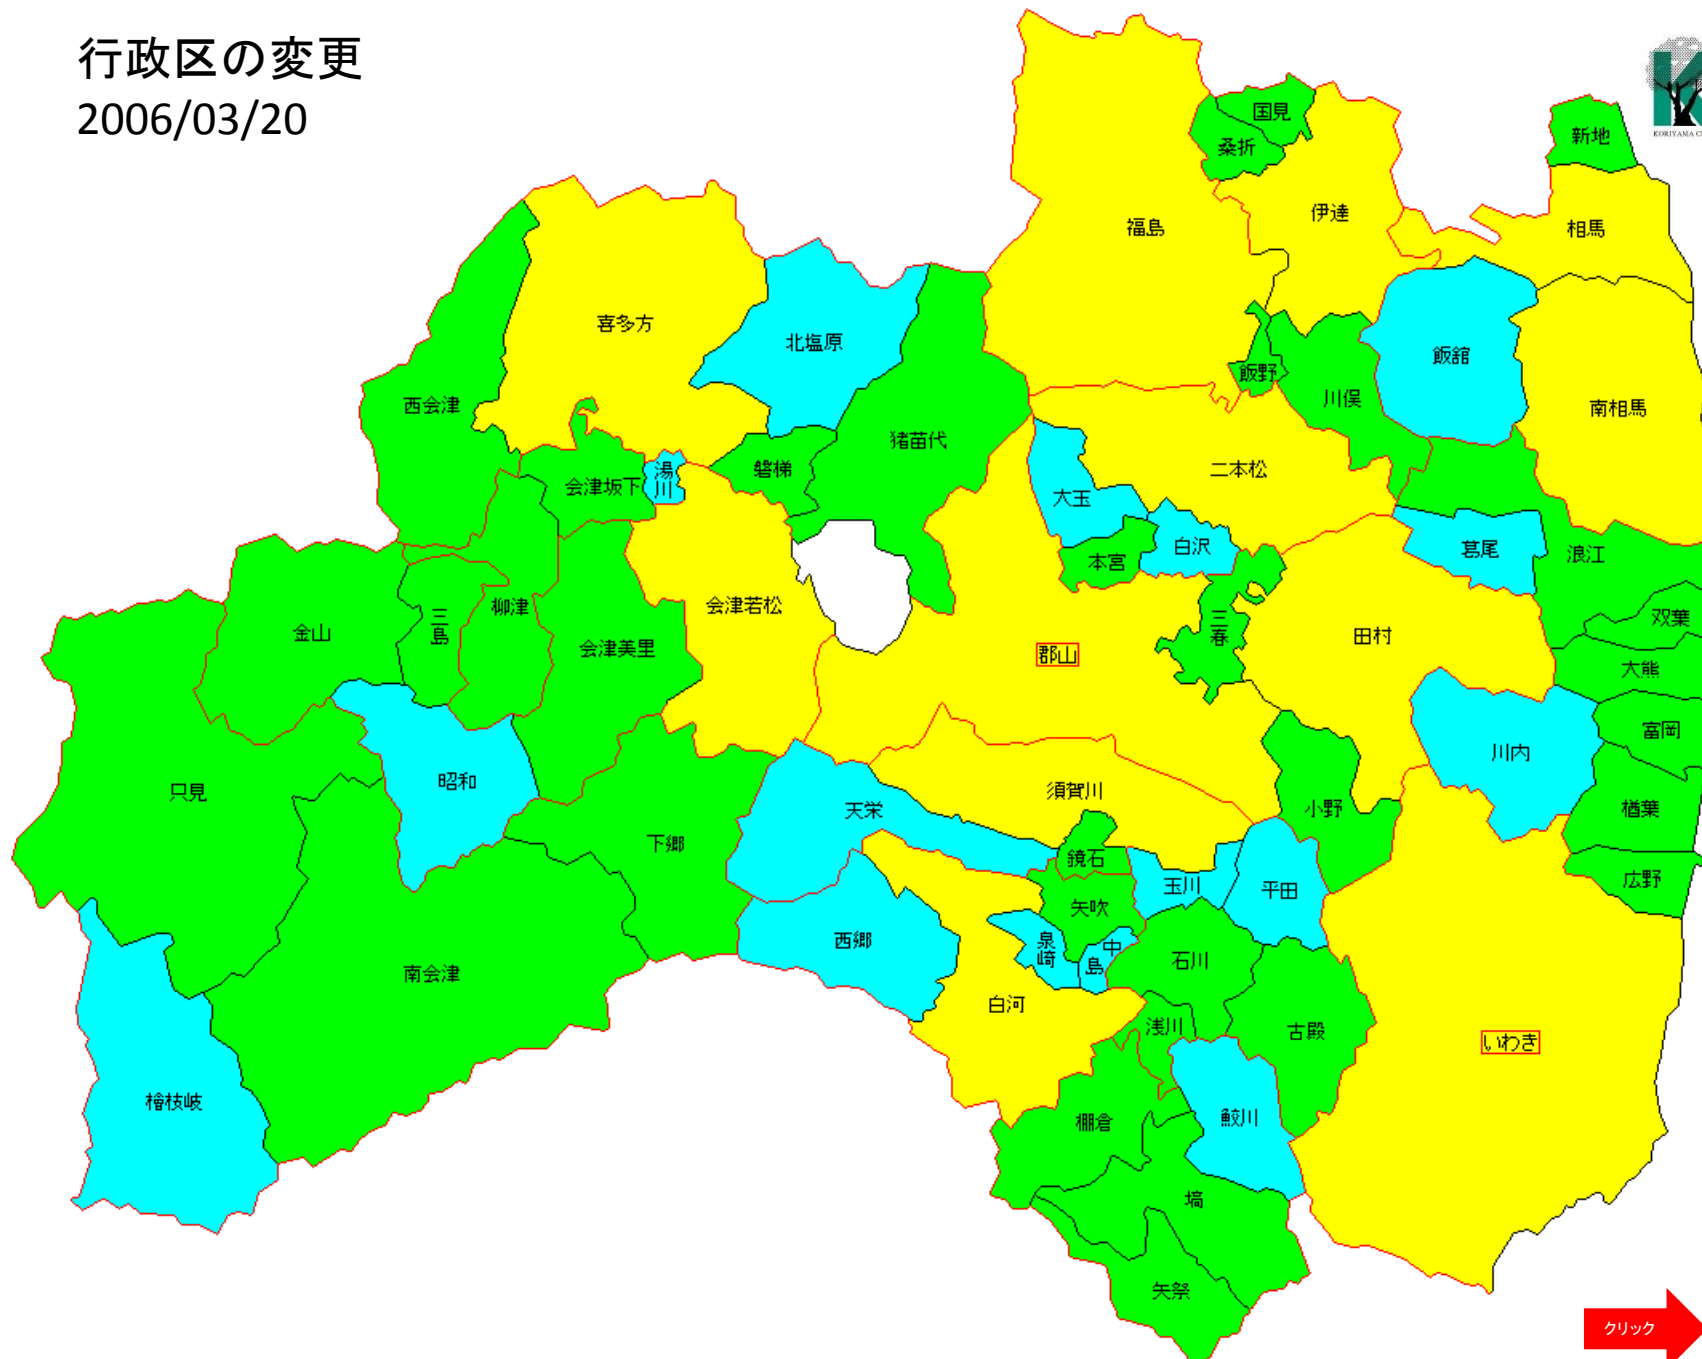 行政区の変更
2006/03/20
KORIYAMA C
国見
桑折
新地
伊達
福島
相馬
喜多方
北塩原
飯舘
飯野
川俣
南相馬
西会津
猪苗代
磐梯
二本松
会津坂下
湯川
大玉
白沢
本宮
葛尾
浪江
柳津
会津若松
三島
金山
会津美里
三春
田村
双葉
郡山
大熊
富岡
川内
昭和
只見
須賀川
天栄
小野
楢葉
下郷
鏡石
玉川
平田
広野
矢吹
西郷
泉崎
中島
石川
南会津
白河
浅川
古殿
いわき
檜枝岐
棚倉
鮫川
塙
矢祭
クリック